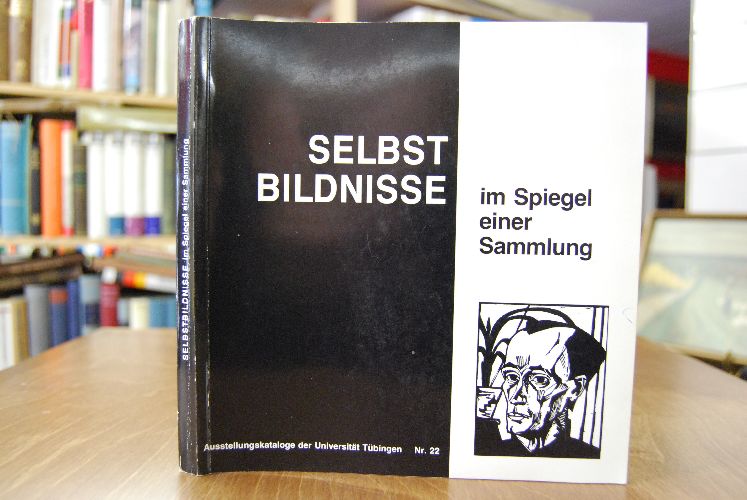 SELBST
BILDNISSE
im Spiegel
einer
Sammlung
Ausstellungskataloge der Universität Tübingen Nr. 22
SELBSTBILDNISSE im Spiegel einer Sammlung